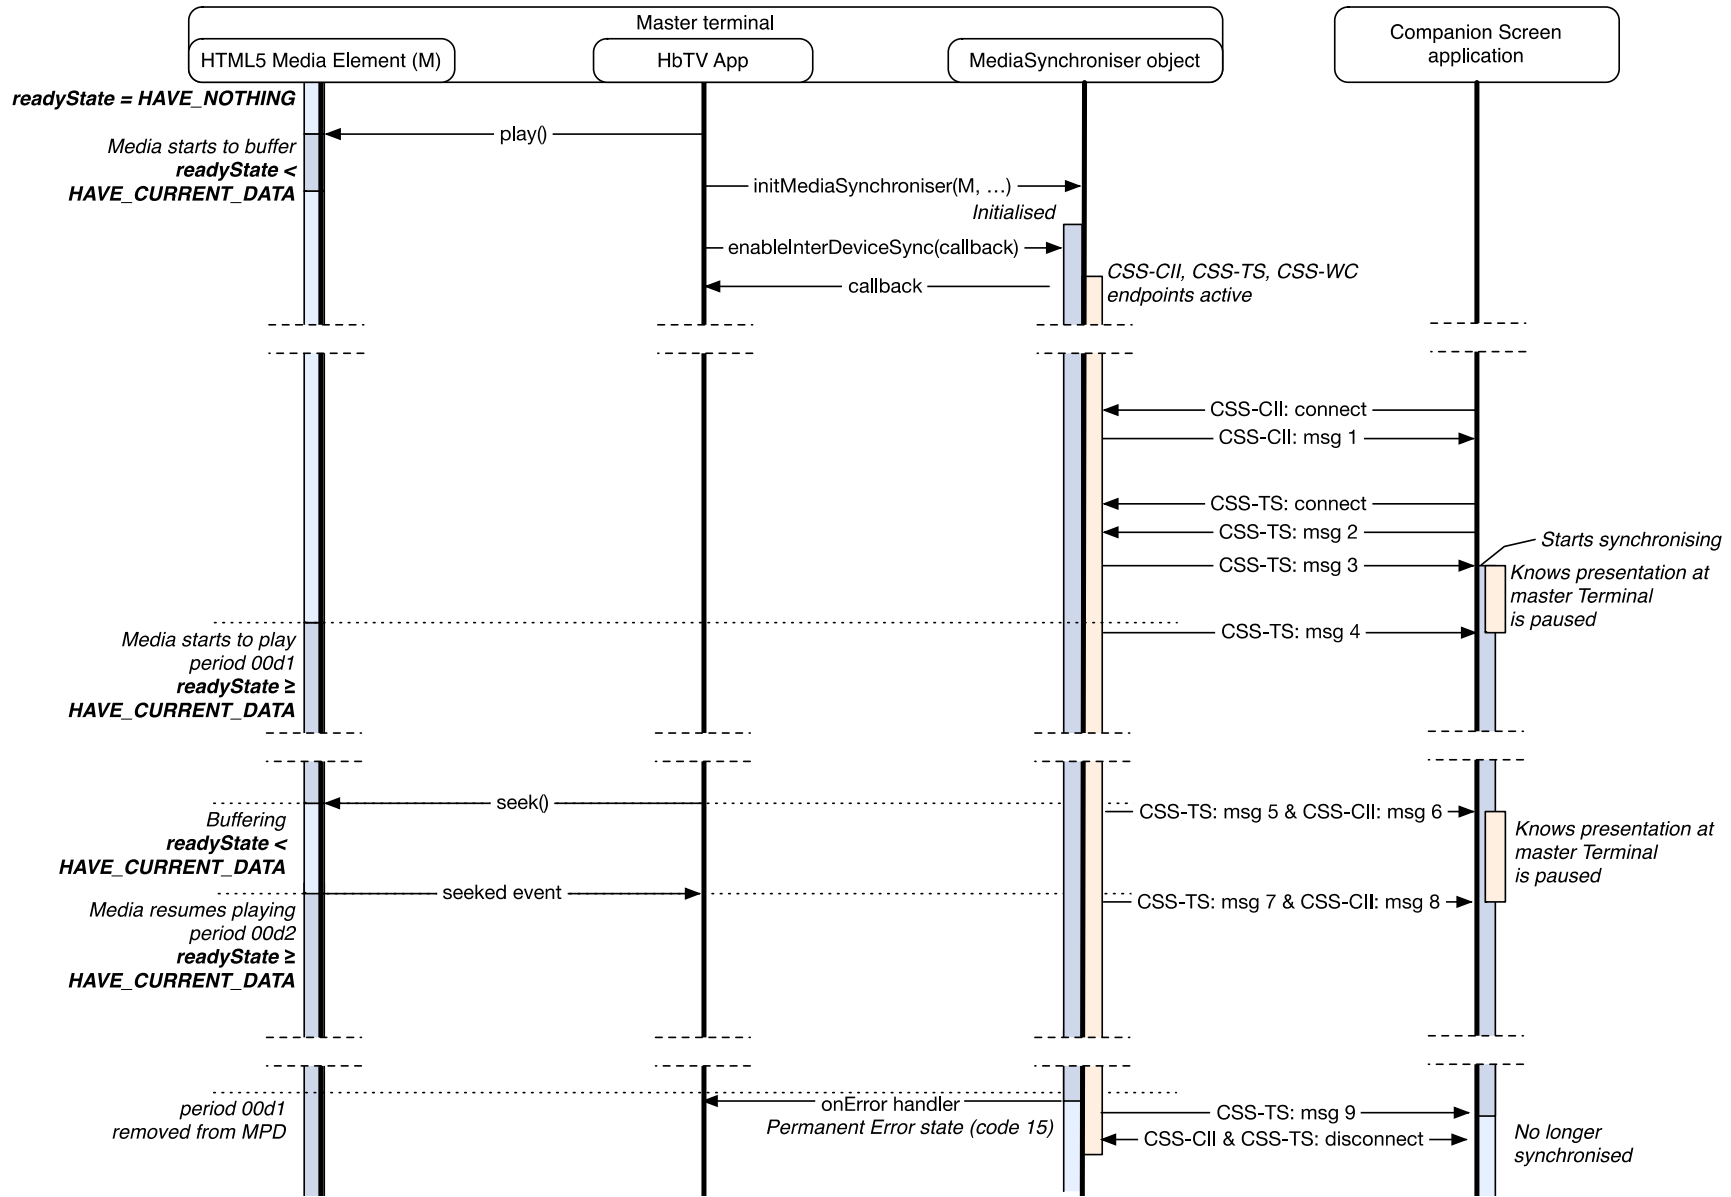 Master terminal
HTML5 Media Element (M)
HbTV App
MediaSynchroniser object
Companion Screen
application
readyState = HAVE_NOTHING
play()
Media starts to buffer
readyState <
HAVE_CURRENT_DATA
initMediaSynchroniser(M, …)
Initialised
enableInterDeviceSync(callback)
callback
CSS-CII, CSS-TS, CSS-WC
endpoints active
CSS-CII: connect
CSS-CII: msg 1
CSS-TS: connect
CSS-TS: msg 2
Starts synchronising
CSS-TS: msg 3
Knows presentation at
master Terminal
is paused
CSS-TS: msg 4
Media starts to play
period 00d1
readyState ≥
HAVE_CURRENT_DATA
seek()
CSS-TS: msg 5 & CSS-CII: msg 6
Buffering
readyState <
HAVE_CURRENT_DATA
Knows presentation at
master Terminal
is paused
seeked event
CSS-TS: msg 7 & CSS-CII: msg 8
Media resumes playing
period 00d2
readyState ≥
HAVE_CURRENT_DATA
onError handler
Permanent Error state (code 15)
period 00d1
removed from MPD
CSS-TS: msg 9
CSS-CII & CSS-TS: disconnect
No longer
synchronised